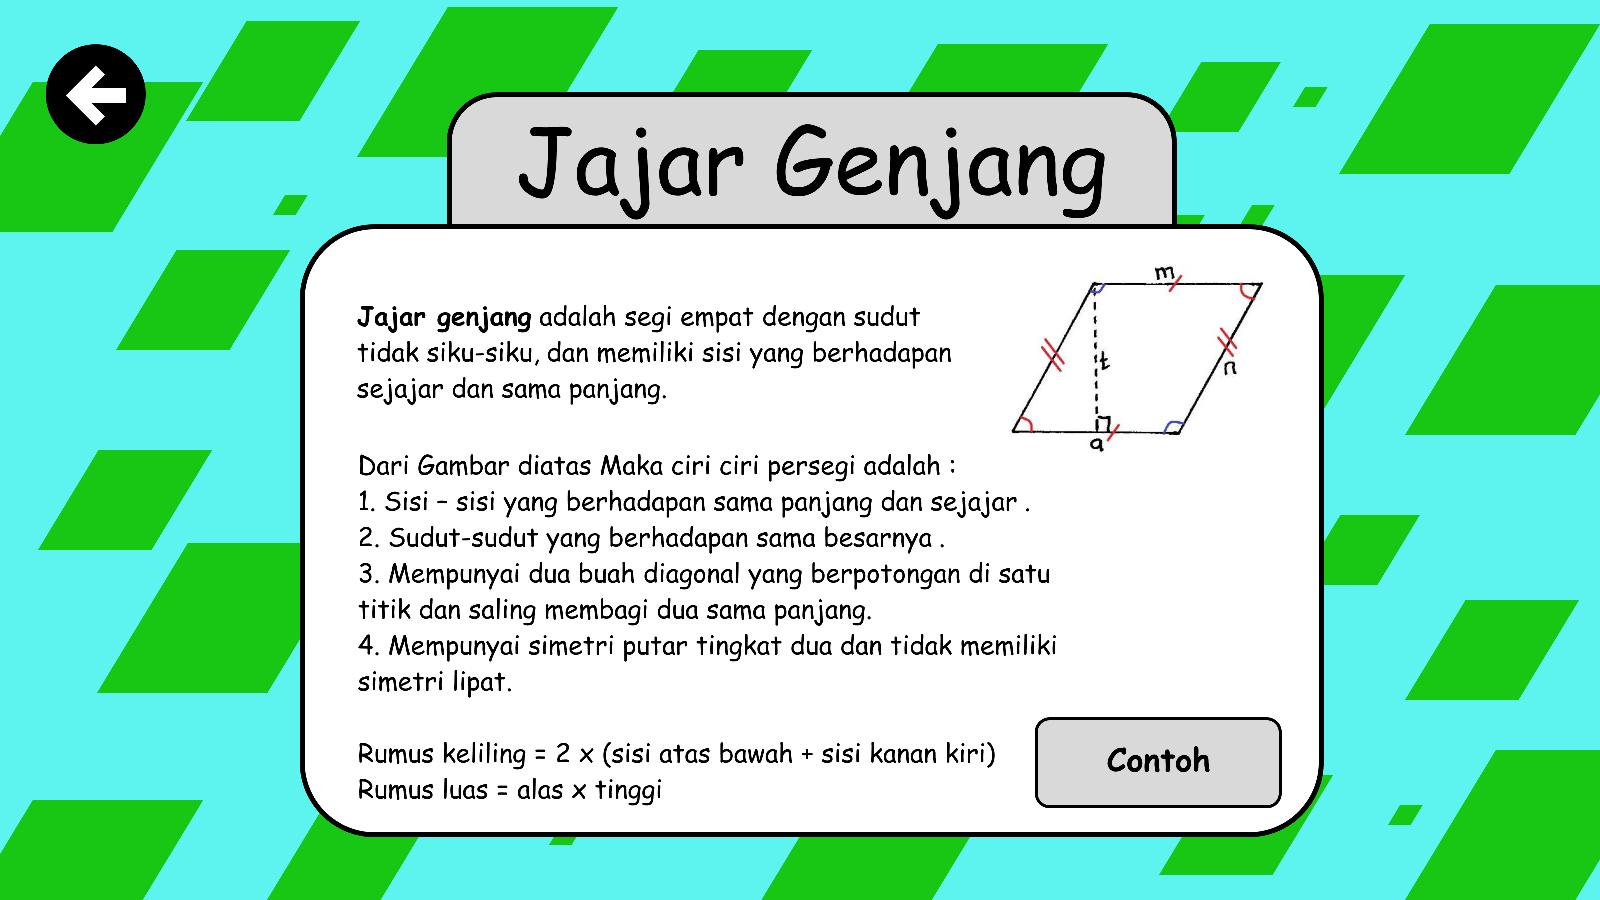 Jajar Genjang
Jajar genjang adalah segi empat dengan sudut
tidak siku-siku, dan memiliki sisi yang berhadapan
sejajar dan sama panjang.
m
t
n
a
Dari Gambar diatas Maka ciri ciri persegi adalah :
1. Sisi – sisi yang berhadapan sama panjang dan sejajar .
2. Sudut-sudut yang berhadapan sama besarnya .
3. Mempunyai dua buah diagonal yang berpotongan di satu
titik dan saling membagi dua sama panjang.
4. Mempunyai simetri putar tingkat dua dan tidak memiliki
simetri lipat.
Rumus keliling = 2 x (sisi atas bawah + sisi kanan kiri)
Rumus luas = alas x tinggi
Contoh